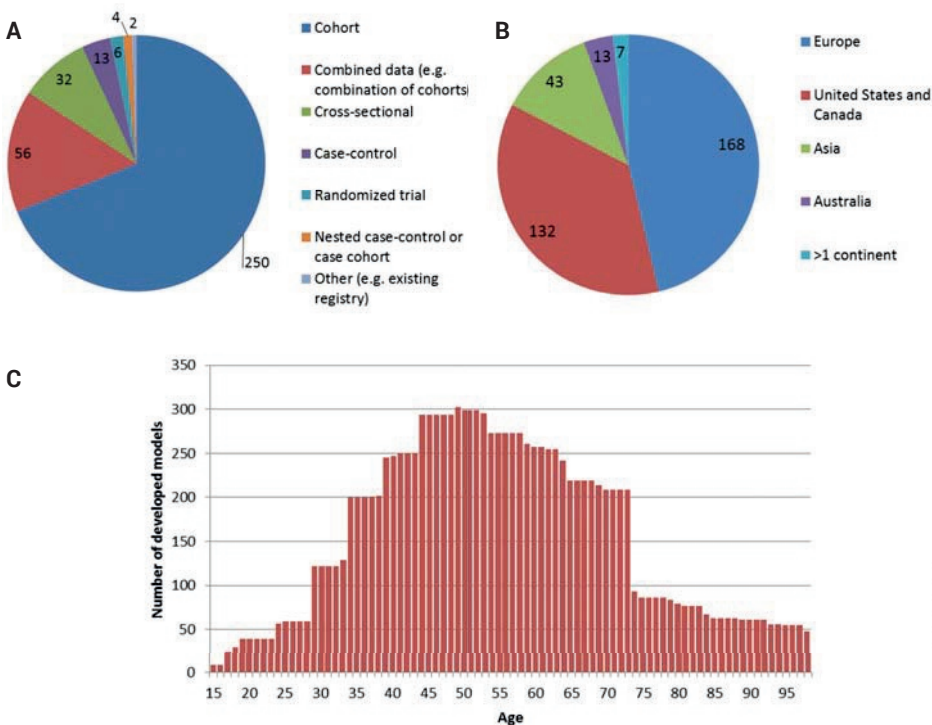 A
4
2
6
13
32
56
250
Cohort
Combined data (e.g.
combination of cohorts)
Cross-sectional
Case-control
Randomized trial
Nested case-control or
case cohort
Other (e.g. existing
registry)
B
7
13
43
168
132
Europe
United States and
Canada
Asia
Australia
>1 continent
C
350
300
250
200
150
100
50
0
Number of developed models
15 20 25 30 35 40 45 50 55 60 65 70 75 80 85 90 95
Age